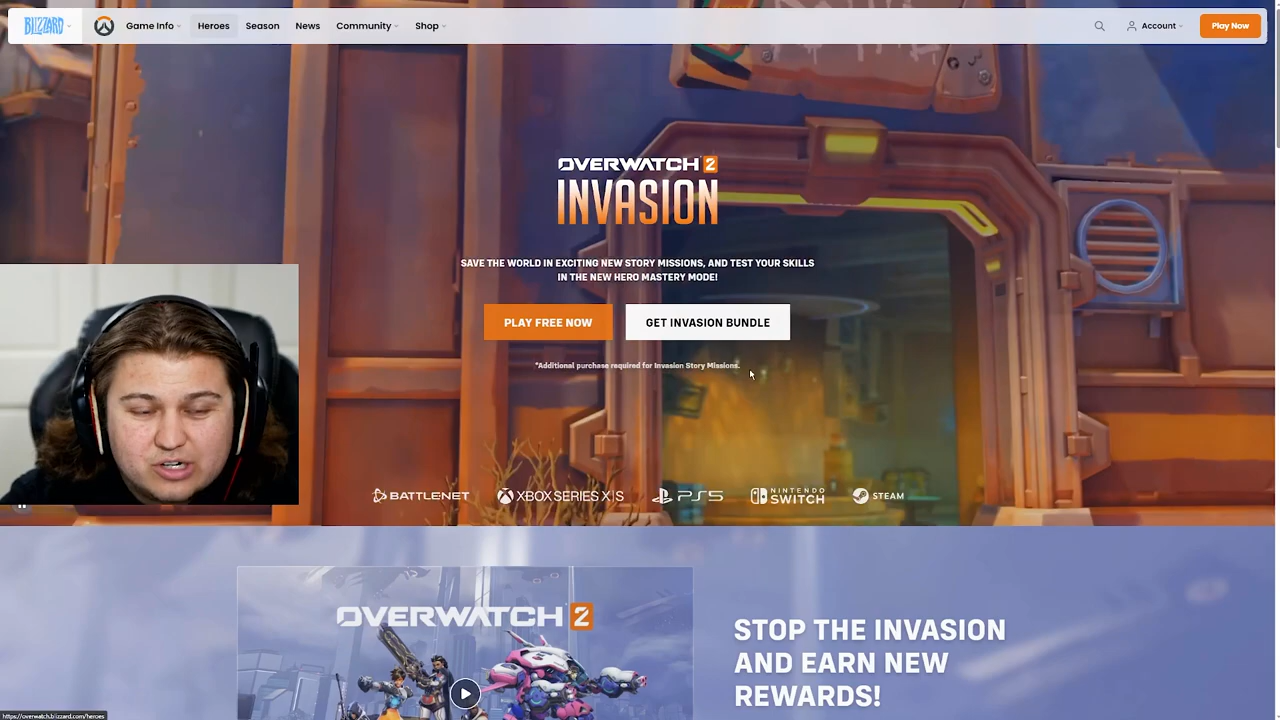 BLIZZARD
Game Info
Heroes
Season
News
Community
Shop
Account
Play Now
OVERWATCH 2
INVASION
SAVE THE WORLD IN EXCITING NEW STORY MISSIONS, AND TEST YOUR SKILLS
IN THE NEW HERO MASTERY MODE!
PLAY FREE NOW
GET INVASION BUNDLE
*Additional purchase required for Invasion Story Missions.
BATTLENET
XBOX SERIES X|S
PS5
NINTENDO
SWITCH
STEAM
OVERWATCH 2
STOP THE INVASION
AND EARN NEW
REWARDS!
https://overwatch.blizzard.com/heroes